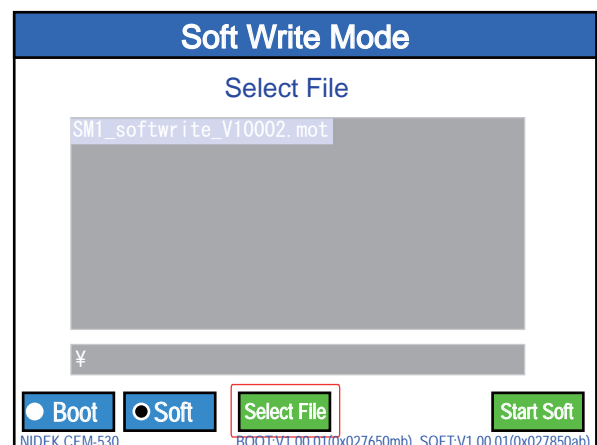 Soft Write Mode
Select File
SM1_softwrite_V10002.mot
¥
Boot Soft Select File Start Soft
NIDEK CEM-530 BOOT:V1.00.01(0x027650mb) SOFT:V1.00.01(0x027850ab)